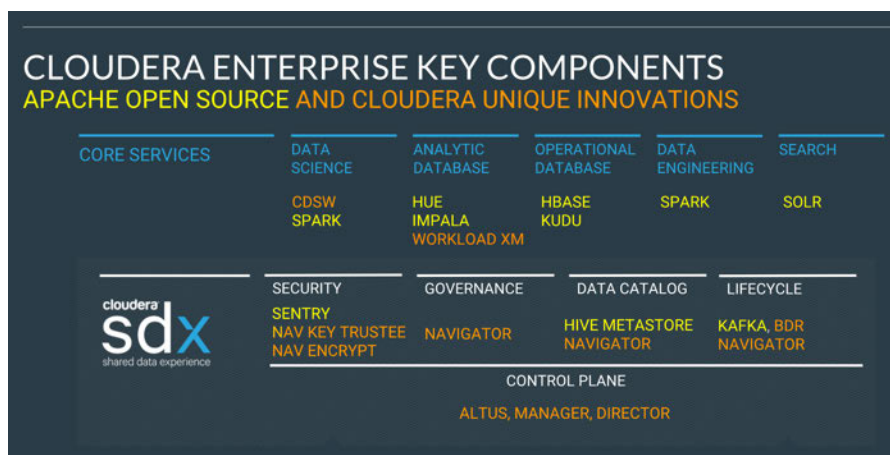 CLOUDERA ENTERPRISE KEY COMPONENTS
APACHE OPEN SOURCE AND CLOUDERA UNIQUE INNOVATIONS
CORE SERVICES
DATA
SCIENCE
CDSW
SPARK
ANALYTIC
DATABASE
HUE
IMPALA
WORKLOAD XM
OPERATIONAL
DATABASE
HBASE
KUDU
DATA
ENGINEERING
SPARK
SEARCH
SOLR
cloudera
sdx
shared data experience
SECURITY
SENTRY
NAV KEY TRUSTEE
NAV ENCRYPT
GOVERNANCE
NAVIGATOR
DATA CATALOG
HIVE METASTORE
NAVIGATOR
LIFECYCLE
KAFKA, BDR
NAVIGATOR
CONTROL PLANE
ALTUS, MANAGER, DIRECTOR